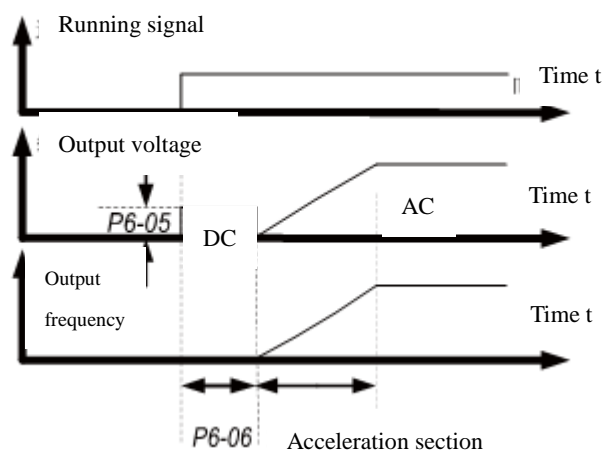 Running signal
Time t
Output voltage
P6-05
DC
AC
Time t
Output
frequency
Time t
P6-06
Acceleration section